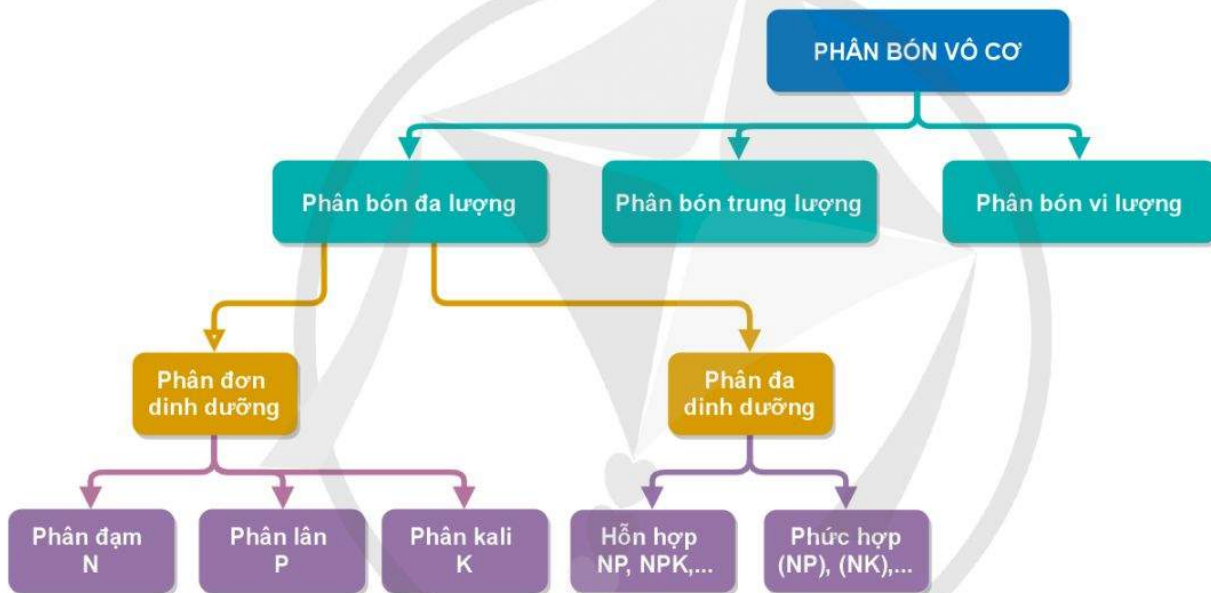 PHÂN BÓN VÔ CƠ
Phân bón đa lượng
Phân bón trung lượng
Phân bón vi lượng
Phân đơn
dinh dưỡng
Phân đa
dinh dưỡng
Phân đạm
N
Phân lân
P
Phân kali
K
Hỗn hợp
NP, NPK,...
Phức hợp
(NP), (NK),...